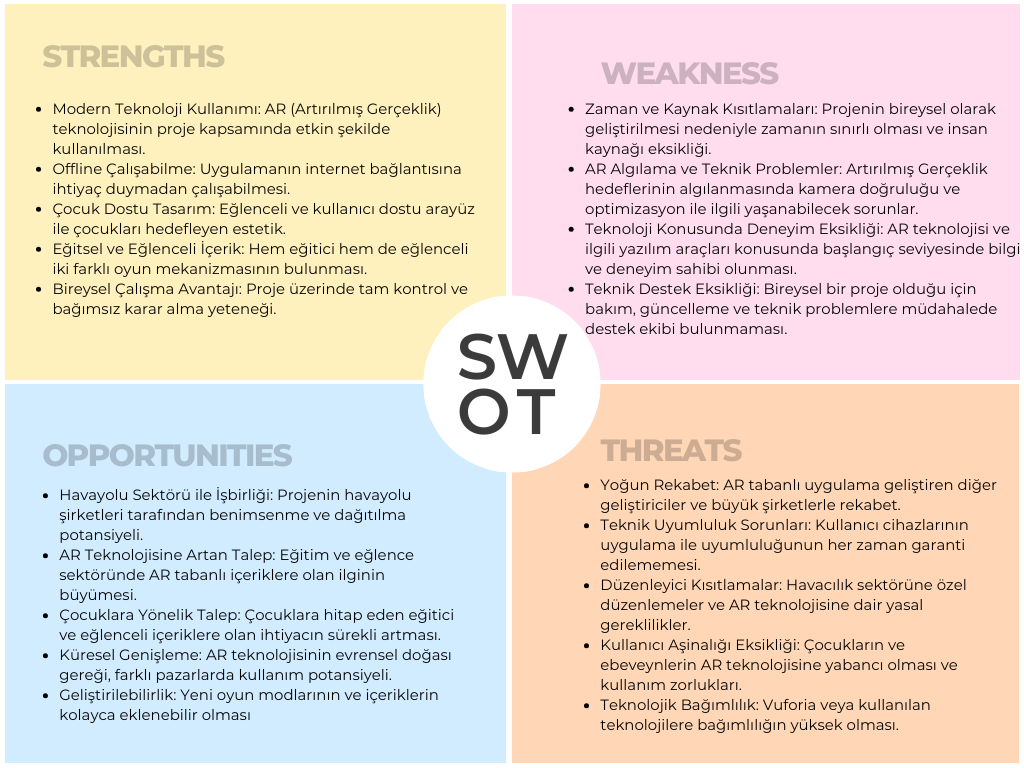 STRENGTHS
• Modern Teknoloji Kullanımı: AR (Artırılmış Gerçeklik)
teknolojisinin proje kapsamında etkin şekilde
kullanılması.
• Offline Çalışabilme: Uygulamanın internet bağlantısına
ihtiyaç duymadan çalışabilmesi.
• Çocuk Dostu Tasarım: Eğlenceli ve kullanıcı dostu arayüz
ile çocukları hedefleyen estetik.
• Eğitsel ve Eğlenceli İçerik: Hem eğitici hem de eğlenceli
iki farklı oyun mekanizmasının bulunması.
• Bireysel Çalışma Avantajı: Proje üzerinde tam kontrol ve
bağımsız karar alma yeteneği.
WEAKNESS
• Zaman ve Kaynak Kısıtlamaları: Projenin bireysel olarak
geliştirilmesi nedeniyle zamanın sınırlı olması ve insan
kaynağı eksikliği.
• AR Algılama ve Teknik Problemler: Artırılmış Gerçeklik
hedeflerinin algılanmasında kamera doğruluğu ve
optimizasyon ile ilgili yaşanabilecek sorunlar.
• Teknoloji Konusunda Deneyim Eksikliği: AR teknolojisi ve
ilgili yazılım araçları konusunda başlangıç seviyesinde bilgi
ve deneyim sahibi olunması.
• Teknik Destek Eksikliği: Bireysel bir proje olduğu için
bakım, güncelleme ve teknik problemlere müdahalede
destek ekibi bulunmaması.
SW
OT
OPPORTUNITIES
• Havayolu Sektörü ile İşbirliği: Projenin havayolu
şirketleri tarafından benimsenme ve dağıtılma
potansiyeli.
• AR Teknolojisine Artan Talep: Eğitim ve eğlence
sektöründe AR tabanlı içeriklere olan ilginin
büyümesi.
• Çocuklara Yönelik Talep: Çocuklara hitap eden eğitici
ve eğlenceli içeriklere olan ihtiyacın sürekli artması.
• Küresel Genişleme: AR teknolojisinin evrensel doğası
gereği, farklı pazarlarda kullanım potansiyeli.
• Geliştirilebilirlik: Yeni oyun modlarının ve içeriklerin
kolayca eklenebilir olması
THREATS
• Yoğun Rekabet: AR tabanlı uygulama geliştiren diğer
geliştiriciler ve büyük şirketlerle rekabet.
• Teknik Uyumluluk Sorunları: Kullanıcı cihazlarının
uygulama ile uyumluluğunun her zaman garanti
edilememesi.
• Düzenleyici Kısıtlamalar: Havacılık sektörüne özel
düzenlemeler ve AR teknolojisine dair yasal
gereklilikler.
• Kullanıcı Aşinalığı Eksikliği: Çocukların ve
ebeveynlerin AR teknolojisine yabancı olması ve
kullanım zorlukları.
• Teknolojik Bağımlılık: Vuforia veya kullanılan
teknolojilere bağımlılığın yüksek olması.